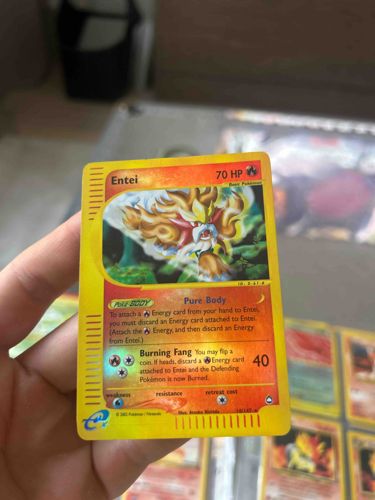 Entei
70 HP
Basic Pokémon
Poké BODY
Pure Body
To attach a Energy card from your hand to Entei,
you must discard an Energy card attached to Entei.
(Attach the Energy, and then discard an Energy
from Entei.)
Burning Fang You may flip a
coin. If heads, discard a Energy card
attached to Entei and the Defending
Pokémon is now Burned.
40
weakness
resistance
retreat cost